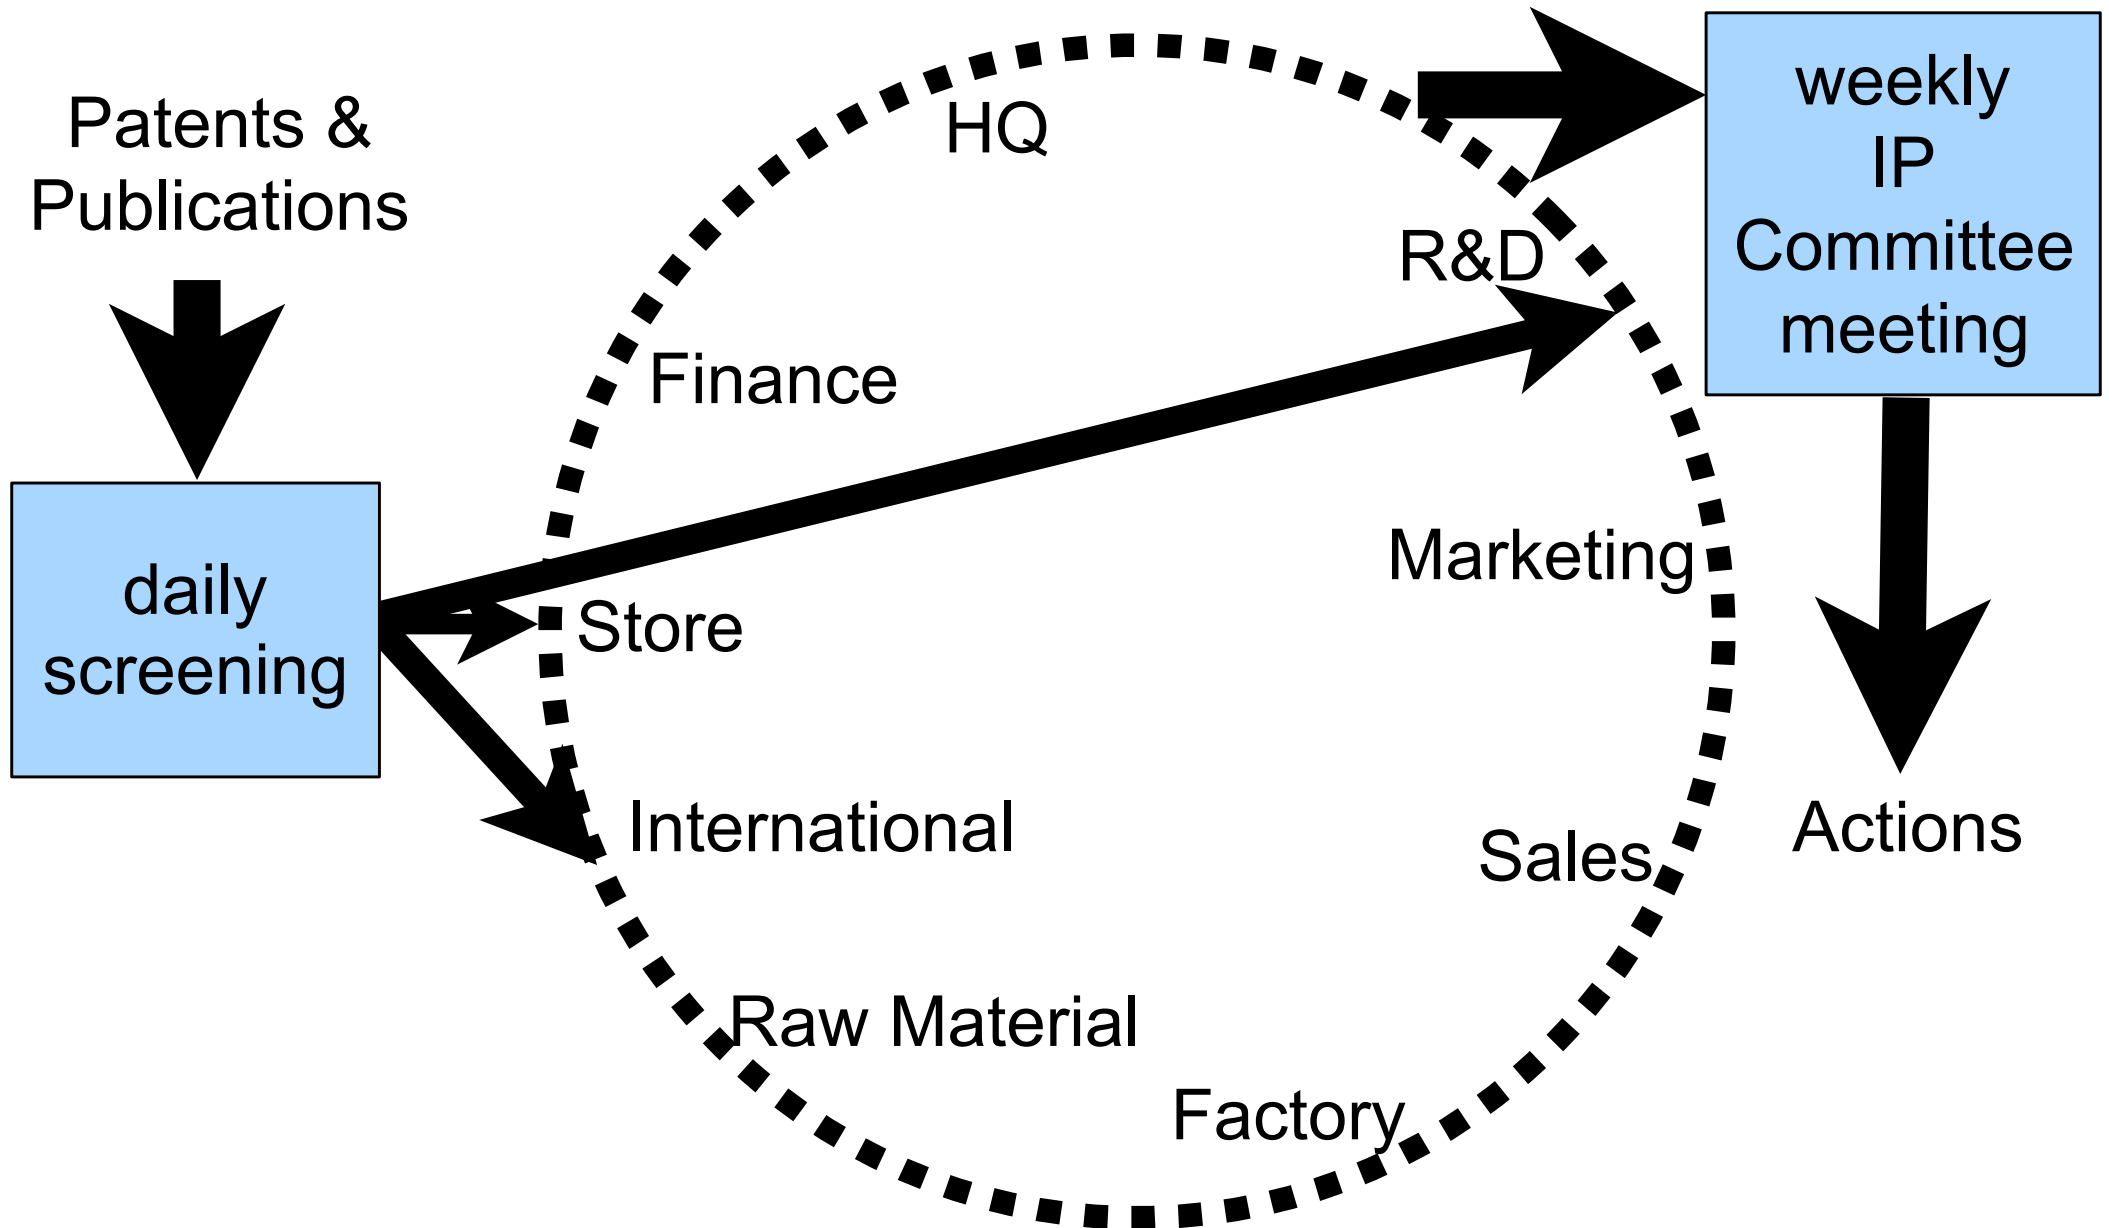 Patents &
Publications
daily
screening
HQ
R&D
Finance
Marketing
Store
International
Sales
Raw Material
Factory
weekly
IP
Committee
meeting
Actions